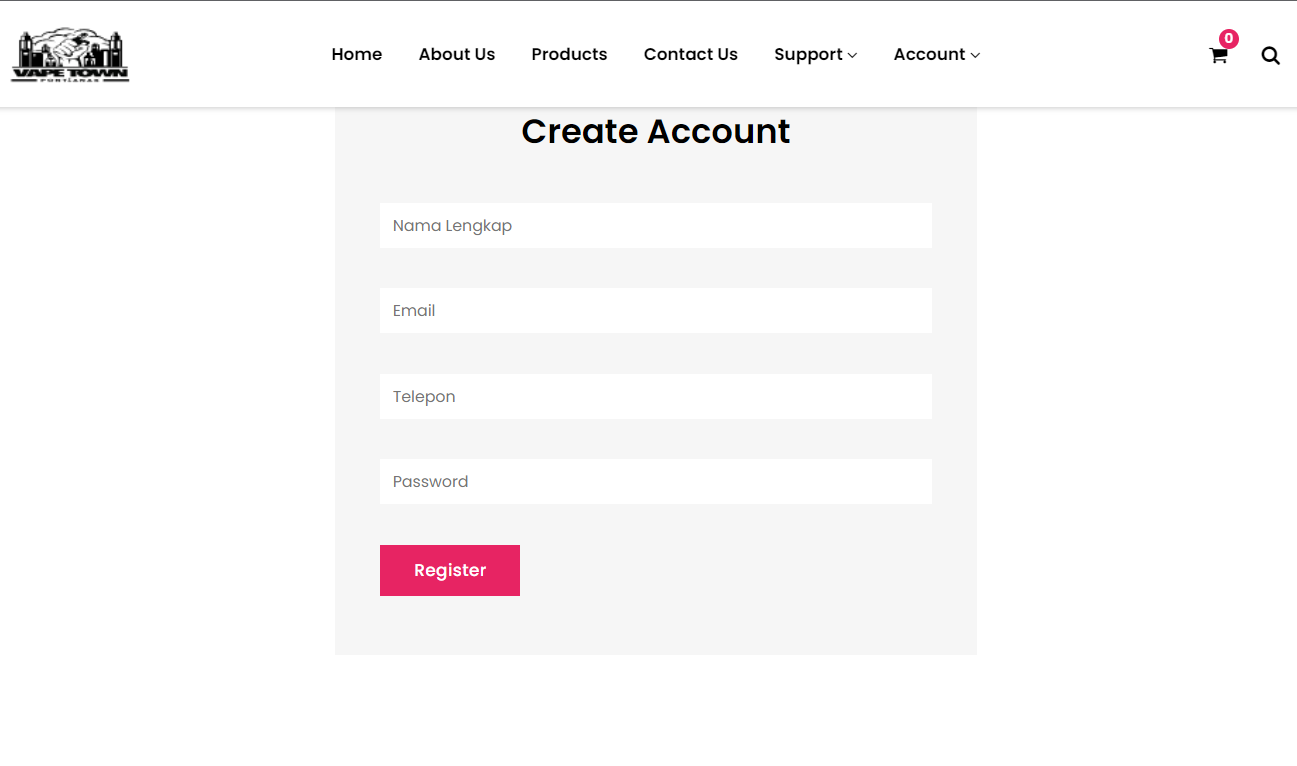 VAPE TOWN
Home About Us Products Contact Us Support Account 0
Create Account
Nama Lengkap
Email
Telepon
Password
Register